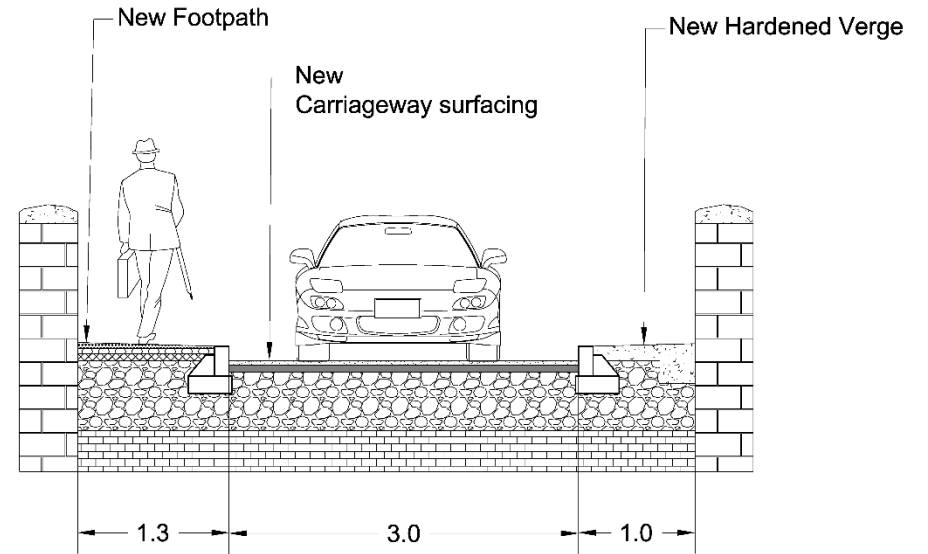 New Footpath
New Hardened Verge
New
Carriageway surfacing
1.3
3.0
1.0